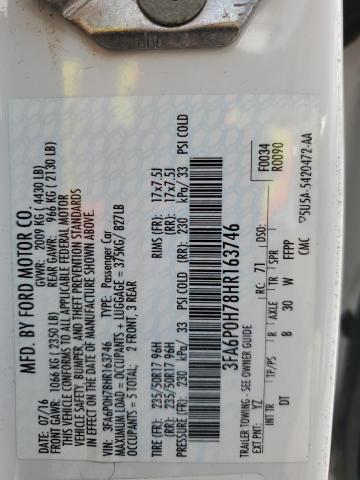 MFD. BY FORD MOTOR CO.
07/16 GVWR: 2009 KG ( 4430 LB)
FRONT GAWR: 1066 KG ( 2350 LB) REAR GAWR: 966 KG ( 2130 LB)
THIS VEHICLE CONFORMS TO ALL APPLICABLE FEDERAL MOTOR
VEHICLE SAFETY, BUMPER, AND THEFT PREVENTION STANDARDS
IN EFFECT ON THE DATE OF MANUFACTURE SHOWN ABOVE.
VIN: 3FA6P0H78HR163746 Passenger Car
MAXIMUM LOAD = OCCUPANTS + LUGGAGE = 375KG/ 827LB
OCCUPANTS = 5 TOTAL: 2 FRONT, 3 REAR
TIRE (FR): 235/50R17 96H RIMS (FR): 17x7.5J
(RR): 235/50R17 96H (RR): 17x7.5J
PRESSURE (FR): 230 kPa/ 33 PSI COLD (RR): 230 kPa/ 33 PSI COLD
3FA6P0H78HR163746
TRAILER TOWING - SEE OWNER GUIDE
F0034
R0090
EXT PNT: YZ RC: 71 DSO:
TP/PS R AXLE TR SPR
DT B 30 W FFPP
CMC
5U5A-5420472-AA